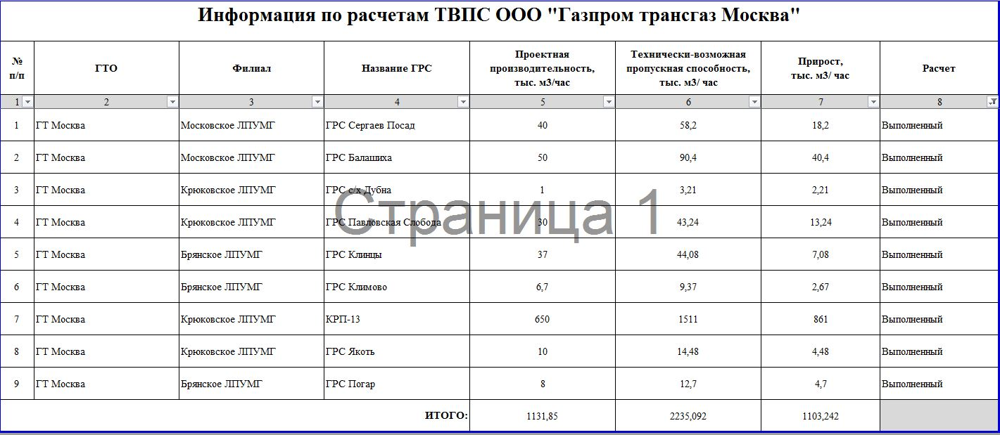 Информация по расчетам ТВПС ООО "Газпром трансгаз Москва"
№ п/п ГТО Филиал Название ГРС Проектная производительность, тыс. м3/час Технически-возможная пропускная способность, тыс. м3/ час Прирост, тыс. м3/ час Расчет
1 2 3 4 5 6 7 8
1 ГТ Москва Московское ЛПУМГ ГРС Сергаев Посад 40 58,2 18,2 Выполненный
2 ГТ Москва Московское ЛПУМГ ГРС Балашиха 50 90,4 40,4 Выполненный
3 ГТ Москва Крюковское ЛПУМГ ГРС с/х Дубна 1 3,21 2,21 Выполненный
4 ГТ Москва Крюковское ЛПУМГ ГРС Павловская Слобода 30 43,24 13,24 Выполненный
5 ГТ Москва Брянское ЛПУМГ ГРС Клинцы 37 44,08 7,08 Выполненный
6 ГТ Москва Брянское ЛПУМГ ГРС Климово 6,7 9,37 2,67 Выполненный
7 ГТ Москва Крюковское ЛПУМГ КРП-13 650 1511 861 Выполненный
8 ГТ Москва Крюковское ЛПУМГ ГРС Якоть 10 14,48 4,48 Выполненный
9 ГТ Москва Брянское ЛПУМГ ГРС Погар 8 12,7 4,7 Выполненный
ИТОГО: 1131,85 2235,092 1103,242
Страница 1